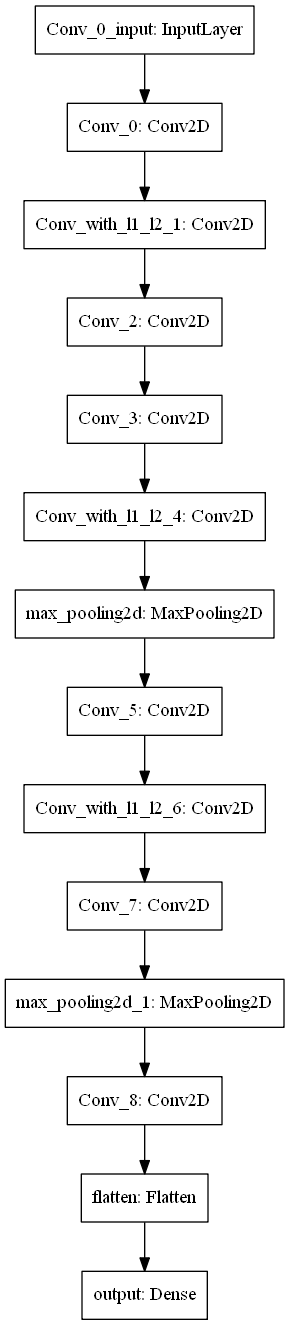 Conv_0_input: InputLayer
Conv_0: Conv2D
Conv_with_l1_l2_1: Conv2D
Conv_2: Conv2D
Conv_3: Conv2D
Conv_with_l1_l2_4: Conv2D
max_pooling2d: MaxPooling2D
Conv_5: Conv2D
Conv_with_l1_l2_6: Conv2D
Conv_7: Conv2D
max_pooling2d_1: MaxPooling2D
Conv_8: Conv2D
flatten: Flatten
output: Dense